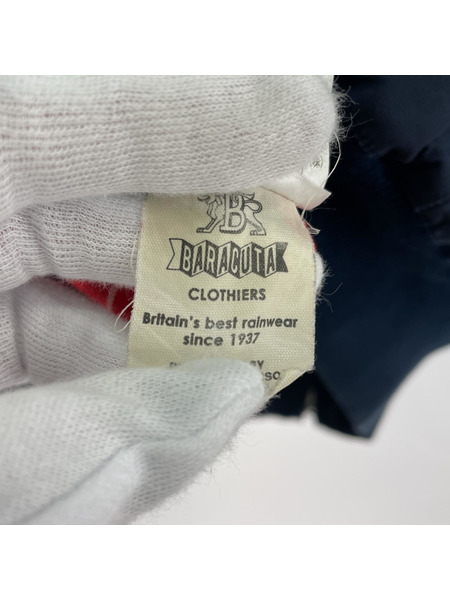 B
BARACUTA
CLOTHIERS
Britain's best rainwear
since 1937